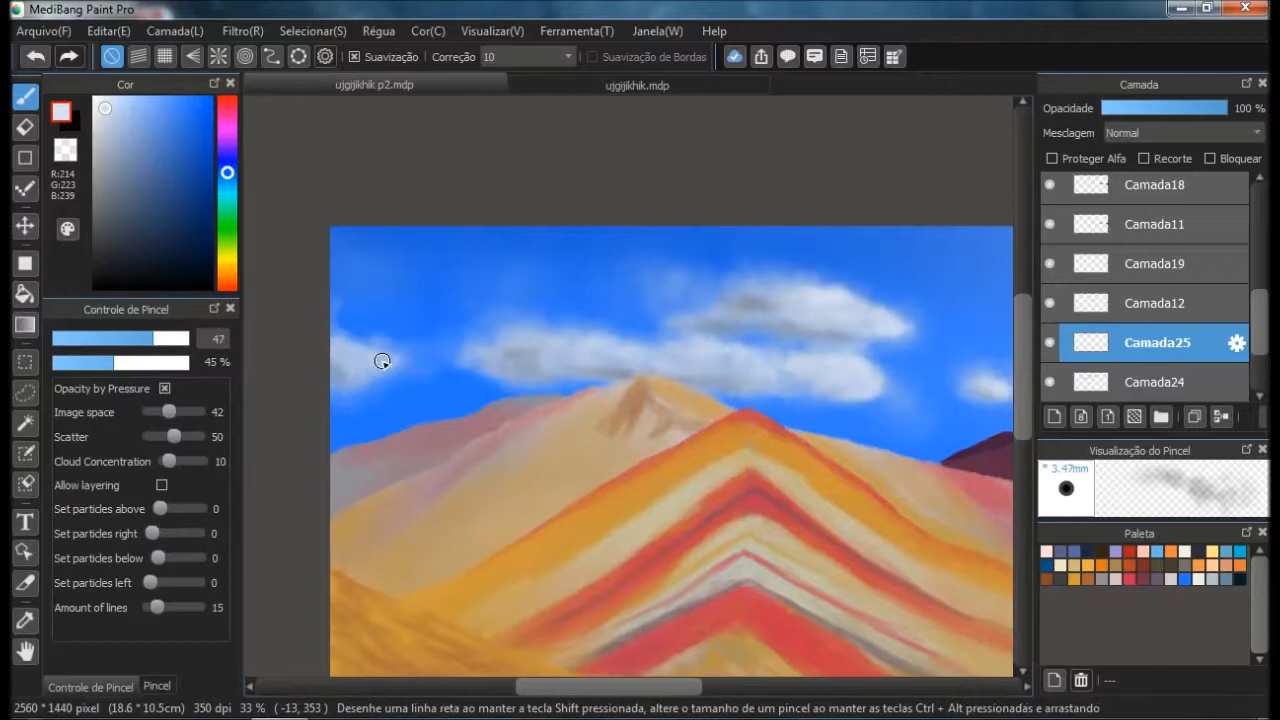 MediBang Paint Pro
Arquivo(F) Editar(E) Camada(L) Filtro(R) Selecionar(S) Régua Cor(C) Visualizar(V) Ferramenta(T) Janela(W) Help
Suavização Correção 10 Suavização de Bordas
Cor
ujgijikhik p2.mdp
ujgijikhik.mdp
Camada
R:214
G:223
B:239
Controle de Pincel
47
45 %
Opacity by Pressure
Image space 42
Scatter 50
Cloud Concentration 10
Allow layering
Set particles above 0
Set particles right 0
Set particles below 0
Set particles left 0
Amount of lines 15
Controle de Pincel Pincel
Opacidade 100 %
Mesclagem Normal
Proteger Alfa Recorte Bloquear
Camada18
Camada11
Camada19
Camada12
Camada25
Camada24
8 1
Visualização do Pincel
* 3.47mm
Paleta
---
T
2560 * 1440 pixel (18.6 * 10.5cm) 350 dpi 33 % ( -13, 353 ) Desenhe uma linha reta ao manter a tecla Shift pressionada, altere o tamanho de um pincel ao manter as teclas Ctrl + Alt pressionadas e arrastando